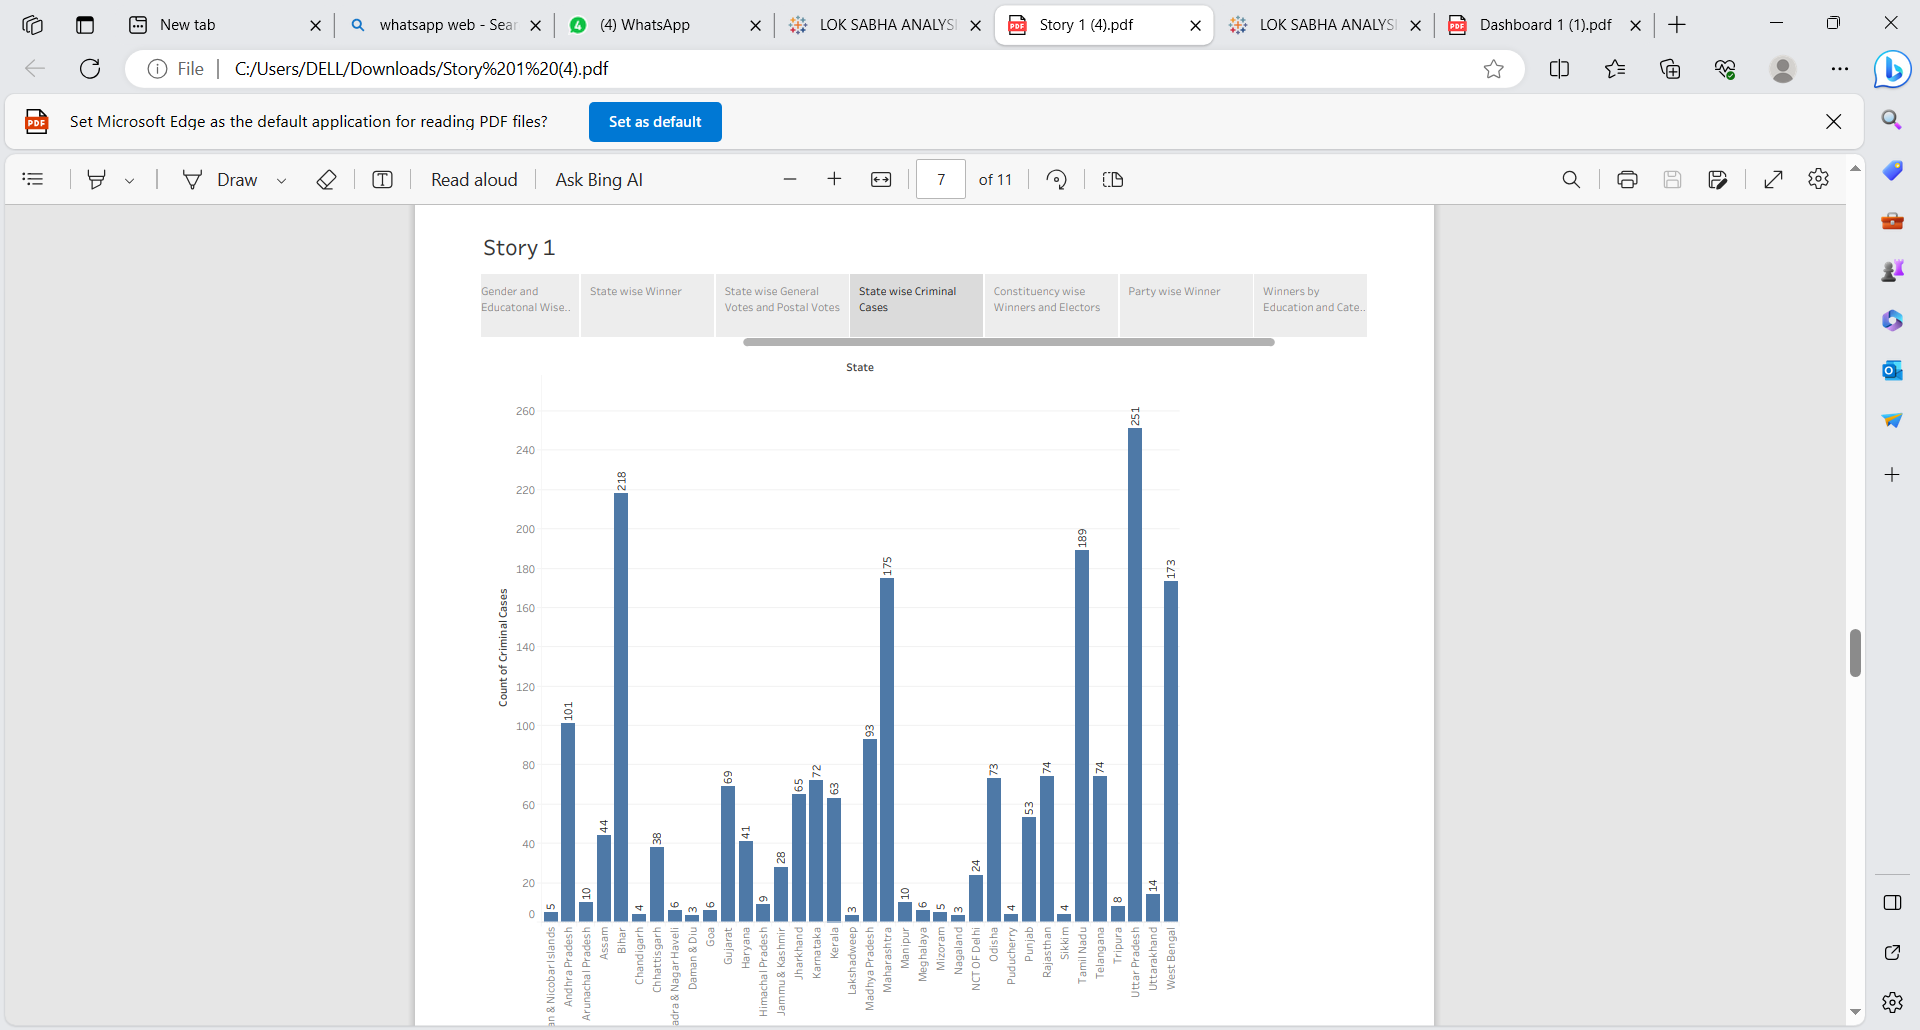 New tab
whatsapp web - Sear
(4) WhatsApp
LOK SABHA ANALYSI
Story 1 (4).pdf
LOK SABHA ANALYSI
Dashboard 1 (1).pdf
File
C:/Users/DELL/Downloads/Story%201%20(4).pdf
PDF
Set Microsoft Edge as the default application for reading PDF files?
Set as default
Draw
Read aloud
Ask Bing AI
7
of 11
Story 1
Gender and
Educatonal Wise..
State wise Winner
State wise General
Votes and Postal Votes
State wise Criminal
Cases
Constituency wise
Winners and Electors
Party wise Winner
Winners by
Education and Cate..
State
Count of Criminal Cases
260
240
220
200
180
160
140
120
100
80
60
40
20
0
5
101
10
44
218
4
38
6
3
6
69
41
9
28
65
72
63
3
93
175
10
6
5
3
24
73
4
53
74
4
189
74
8
251
14
173
an & Nicobar Islands
Andhra Pradesh
Arunachal Pradesh
Assam
Bihar
Chandigarh
Chhattisgarh
adra & Nagar Haveli
Daman & Diu
Goa
Gujarat
Haryana
Himachal Pradesh
Jammu & Kashmir
Jharkhand
Karnataka
Kerala
Lakshadweep
Madhya Pradesh
Maharashtra
Manipur
Meghalaya
Mizoram
Nagaland
NCT OF Delhi
Odisha
Puducherry
Punjab
Rajasthan
Sikkim
Tamil Nadu
Telangana
Tripura
Uttar Pradesh
Uttarakhand
West Bengal